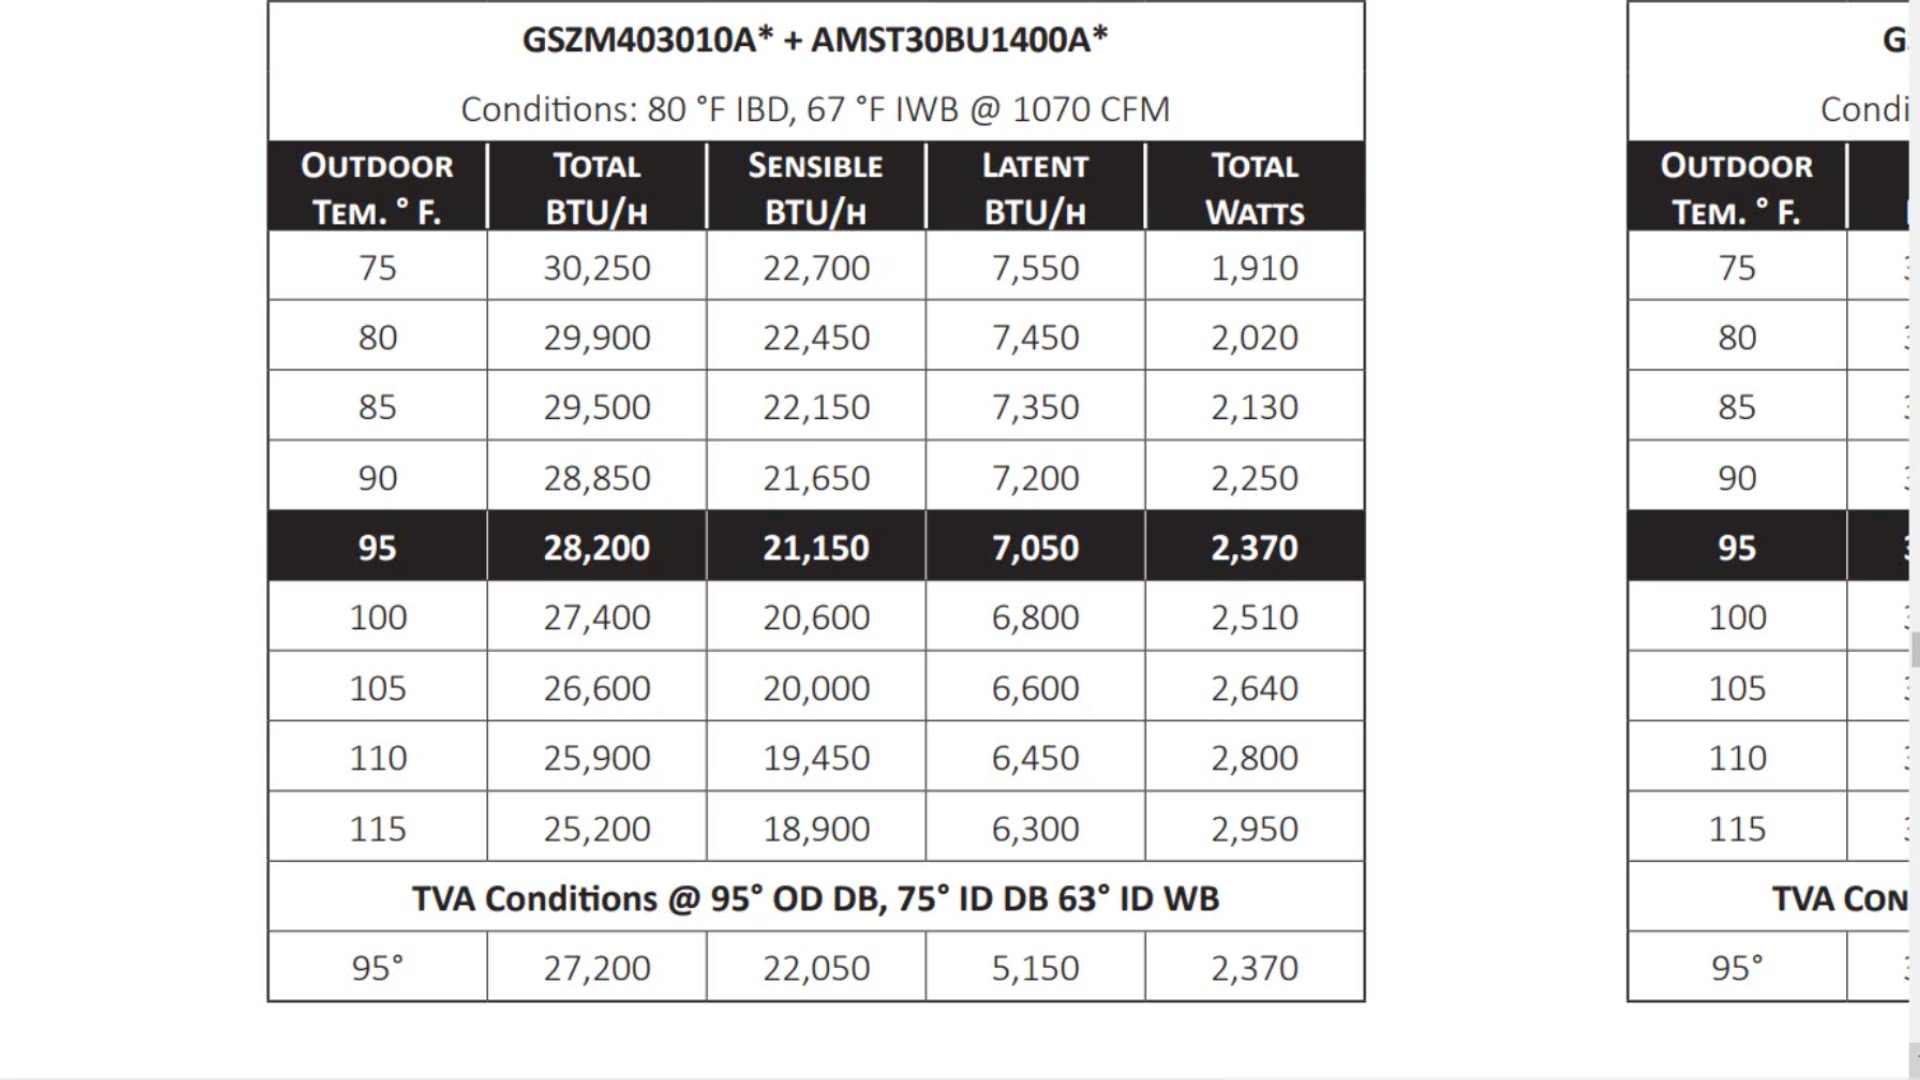 GSZM403010A* + AMST30BU1400A*
Conditions: 80 °F IBD, 67 °F IWB @ 1070 CFM
OUTDOOR TEM. ° F. TOTAL BTU/H SENSIBLE BTU/H LATENT BTU/H TOTAL WATTS
75 30,250 22,700 7,550 1,910
80 29,900 22,450 7,450 2,020
85 29,500 22,150 7,350 2,130
90 28,850 21,650 7,200 2,250
95 28,200 21,150 7,050 2,370
100 27,400 20,600 6,800 2,510
105 26,600 20,000 6,600 2,640
110 25,900 19,450 6,450 2,800
115 25,200 18,900 6,300 2,950
TVA Conditions @ 95° OD DB, 75° ID DB 63° ID WB
95° 27,200 22,050 5,150 2,370
OUTDOOR
TEM. ° F.
75
80
85
90
95
100
105
110
115
TVA
95°